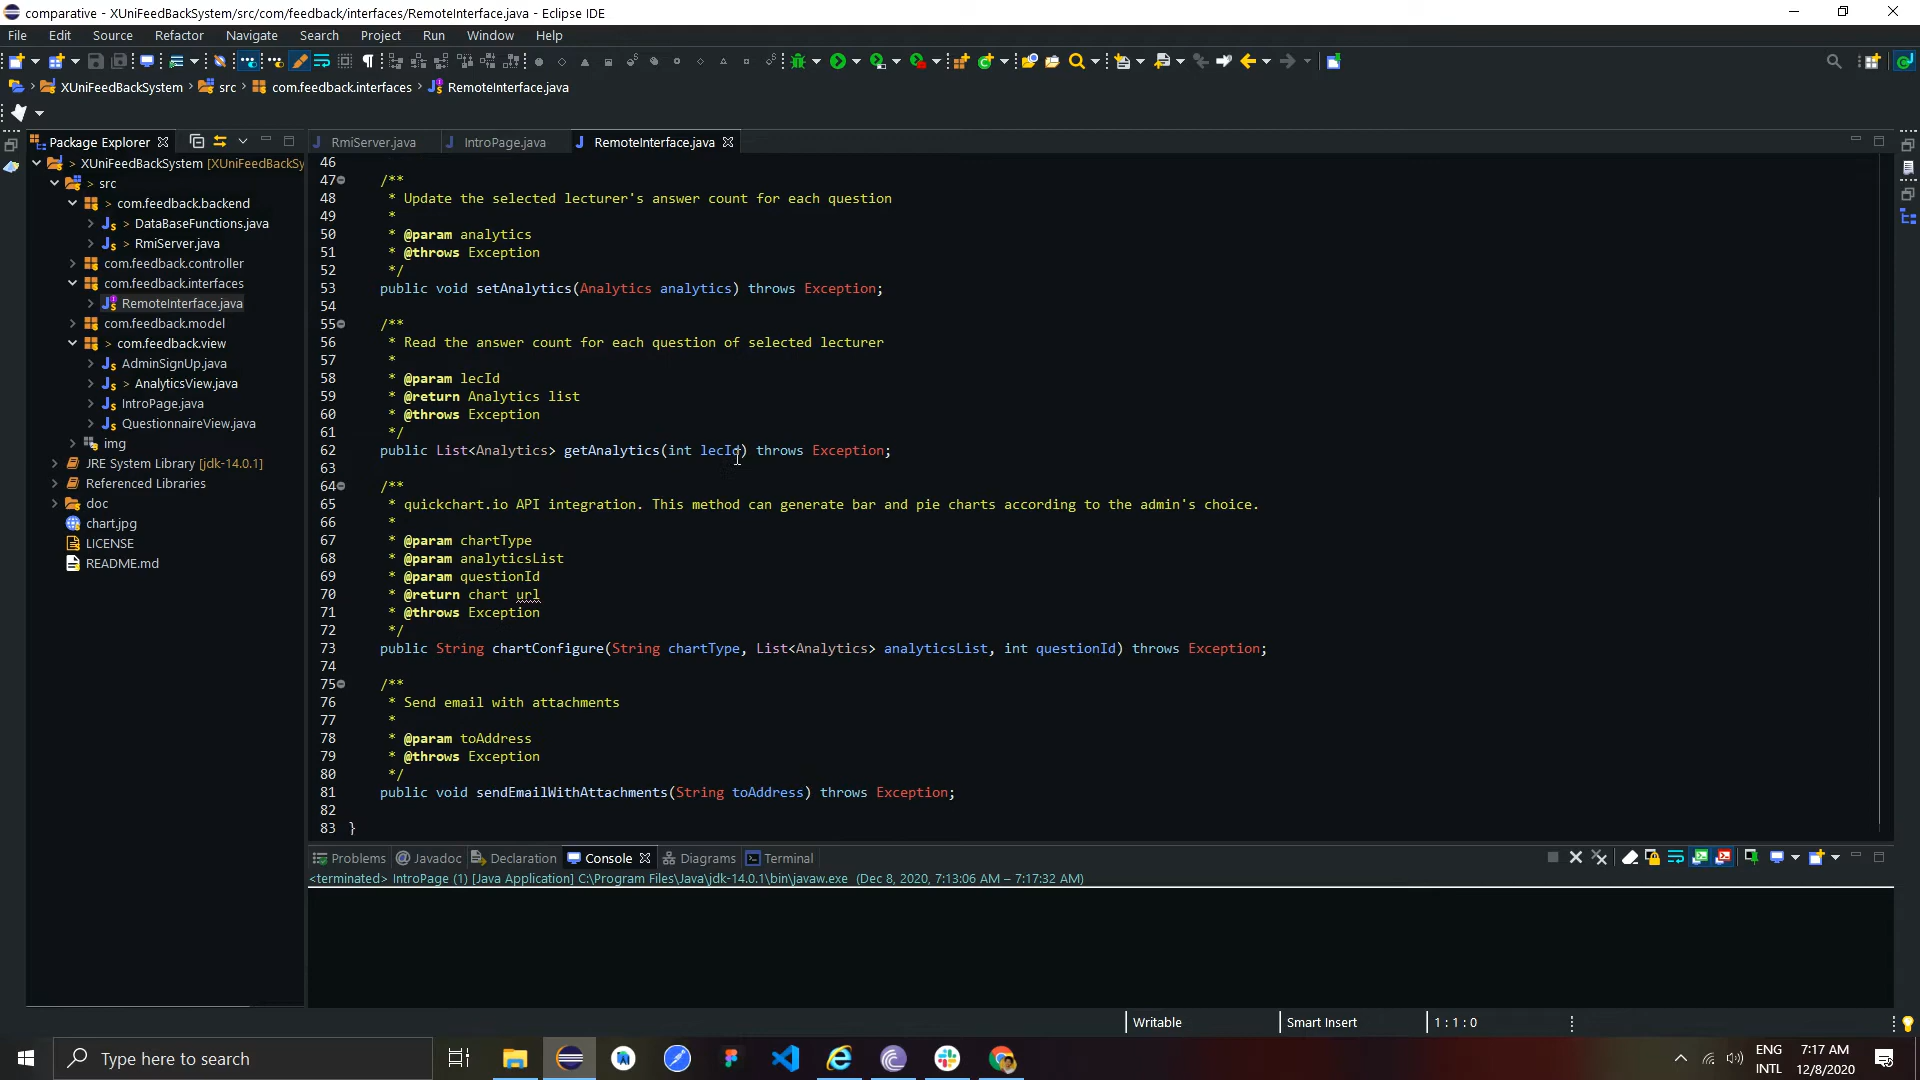 comparative - XUniFeedBackSystem/src/com/feedback/interfaces/RemoteInterface.java - Eclipse IDE
File Edit Source Refactor Navigate Search Project Run Window Help
XUniFeedBackSystem src com.feedback.interfaces RemoteInterface.java
Package Explorer
RmiServer.java IntroPage.java RemoteInterface.java
> XUniFeedBackSystem [XUniFeedBackSy
> src
> com.feedback.backend
> DataBaseFunctions.java
> RmiServer.java
com.feedback.controller
com.feedback.interfaces
RemoteInterface.java
com.feedback.model
> com.feedback.view
AdminSignUp.java
> AnalyticsView.java
IntroPage.java
QuestionnaireView.java
img
JRE System Library [jdk-14.0.1]
Referenced Libraries
doc
chart.jpg
LICENSE
README.md
46
47 /**
48 * Update the selected lecturer's answer count for each question
49 *
50 * @param analytics
51 * @throws Exception
52 */
53 public void setAnalytics(Analytics analytics) throws Exception;
54
55 /**
56 * Read the answer count for each question of selected lecturer
57 *
58 * @param lecId
59 * @return Analytics list
60 * @throws Exception
61 */
62 public List<Analytics> getAnalytics(int lecId) throws Exception;
63
64 /**
65 * quickchart.io API integration. This method can generate bar and pie charts according to the admin's choice.
66 *
67 * @param chartType
68 * @param analyticsList
69 * @param questionId
70 * @return chart url
71 * @throws Exception
72 */
73 public String chartConfigure(String chartType, List<Analytics> analyticsList, int questionId) throws Exception;
74
75 /**
76 * Send email with attachments
77 *
78 * @param toAddress
79 * @throws Exception
80 */
81 public void sendEmailWithAttachments(String toAddress) throws Exception;
82
83 }
Problems @ Javadoc Declaration Console Diagrams Terminal
<terminated> IntroPage (1) [Java Application] C:\Program Files\Java\jdk-14.0.1\bin\javaw.exe (Dec 8, 2020, 7:13:06 AM – 7:17:32 AM)
Writable Smart Insert 1 : 1 : 0
Type here to search
ENG 7:17 AM
INTL 12/8/2020